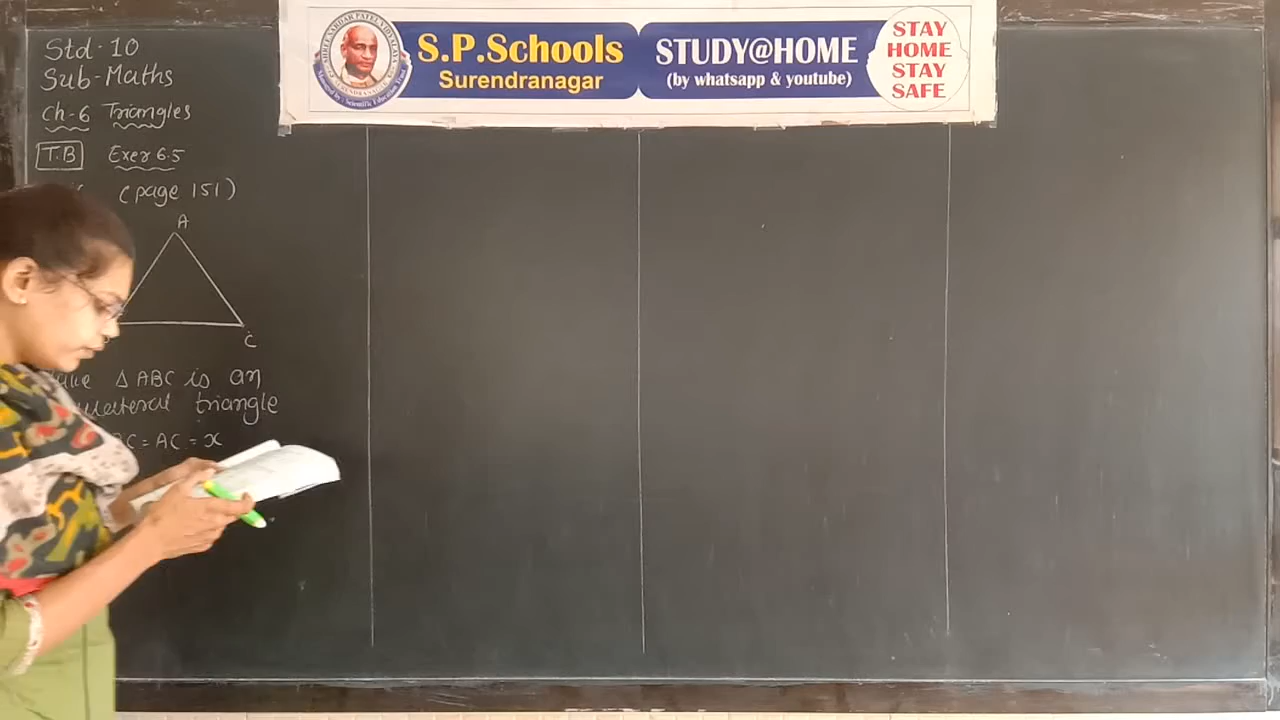 Std-10
Sub-Maths
Ch-6 Triangles
T.B Exer 6.5
(page 151)
A
C
Δ ABC is an
triangle
= AC = x
S.P.Schools
Surendranagar
STUDY@HOME
(by whatsapp & youtube)
STAY
HOME
STAY
SAFE